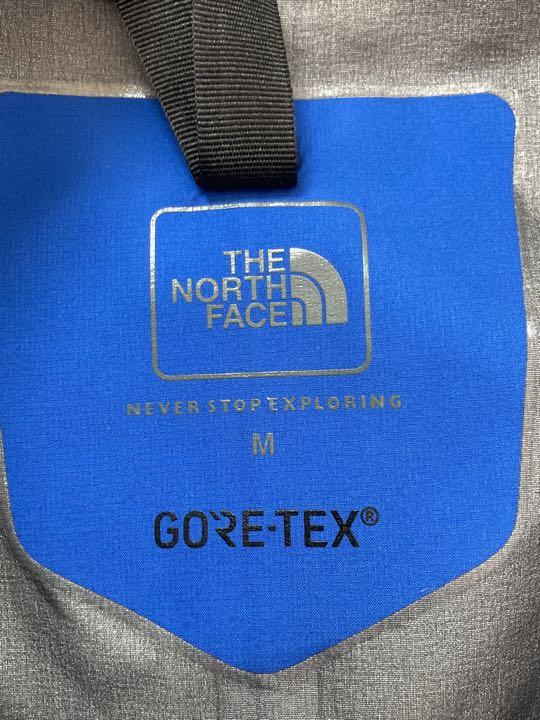 THE
NORTH
FACE
NEVER STOP EXPLORING
M
GORE-TEX®